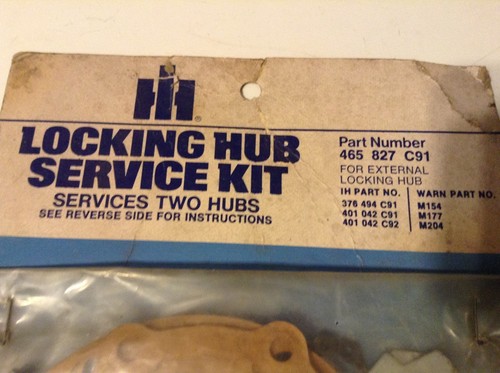 IH
LOCKING HUB
SERVICE KIT
SERVICES TWO HUBS
SEE REVERSE SIDE FOR INSTRUCTIONS
Part Number
465 827 C91
FOR EXTERNAL
LOCKING HUB
IH PART NO. WARN PART NO.
376 494 C91 M154
401 042 C91 M177
401 042 C92 M204